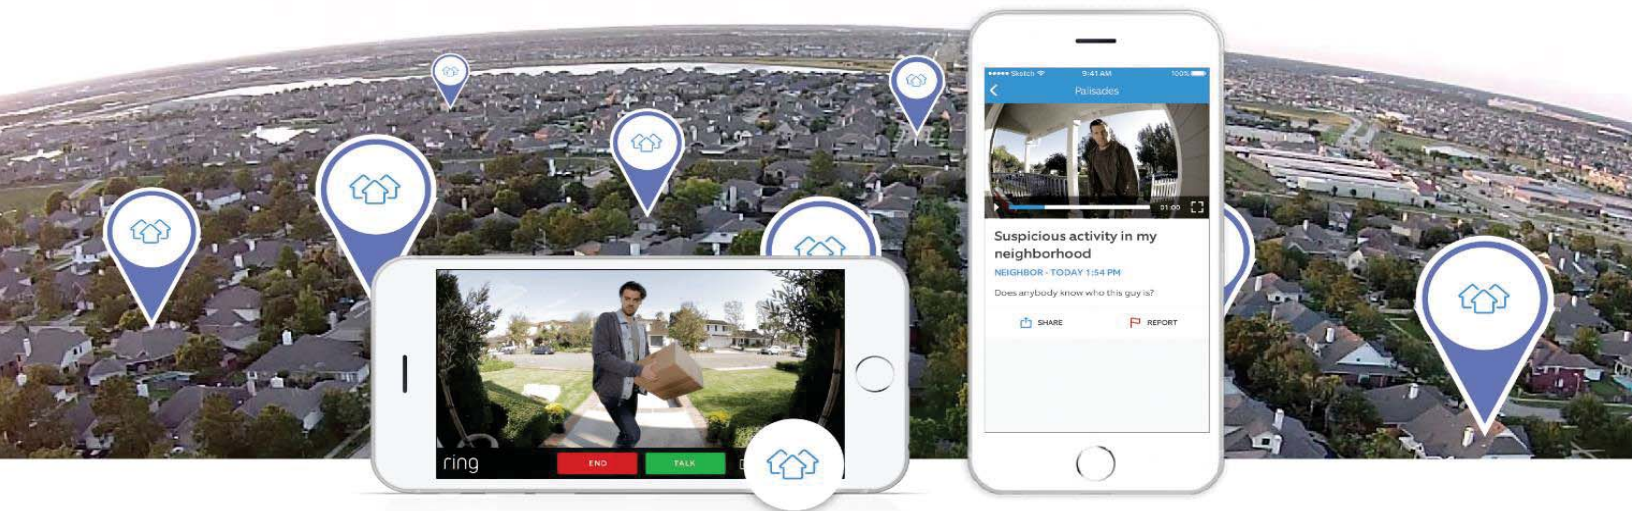 ring
END
TALK
Sketch
9:41 AM
100%
Palisades
01:00
Suspicious activity in my
neighborhood
NEIGHBOR - TODAY 1:54 PM
Does anybody know who this guy is?
SHARE
REPORT